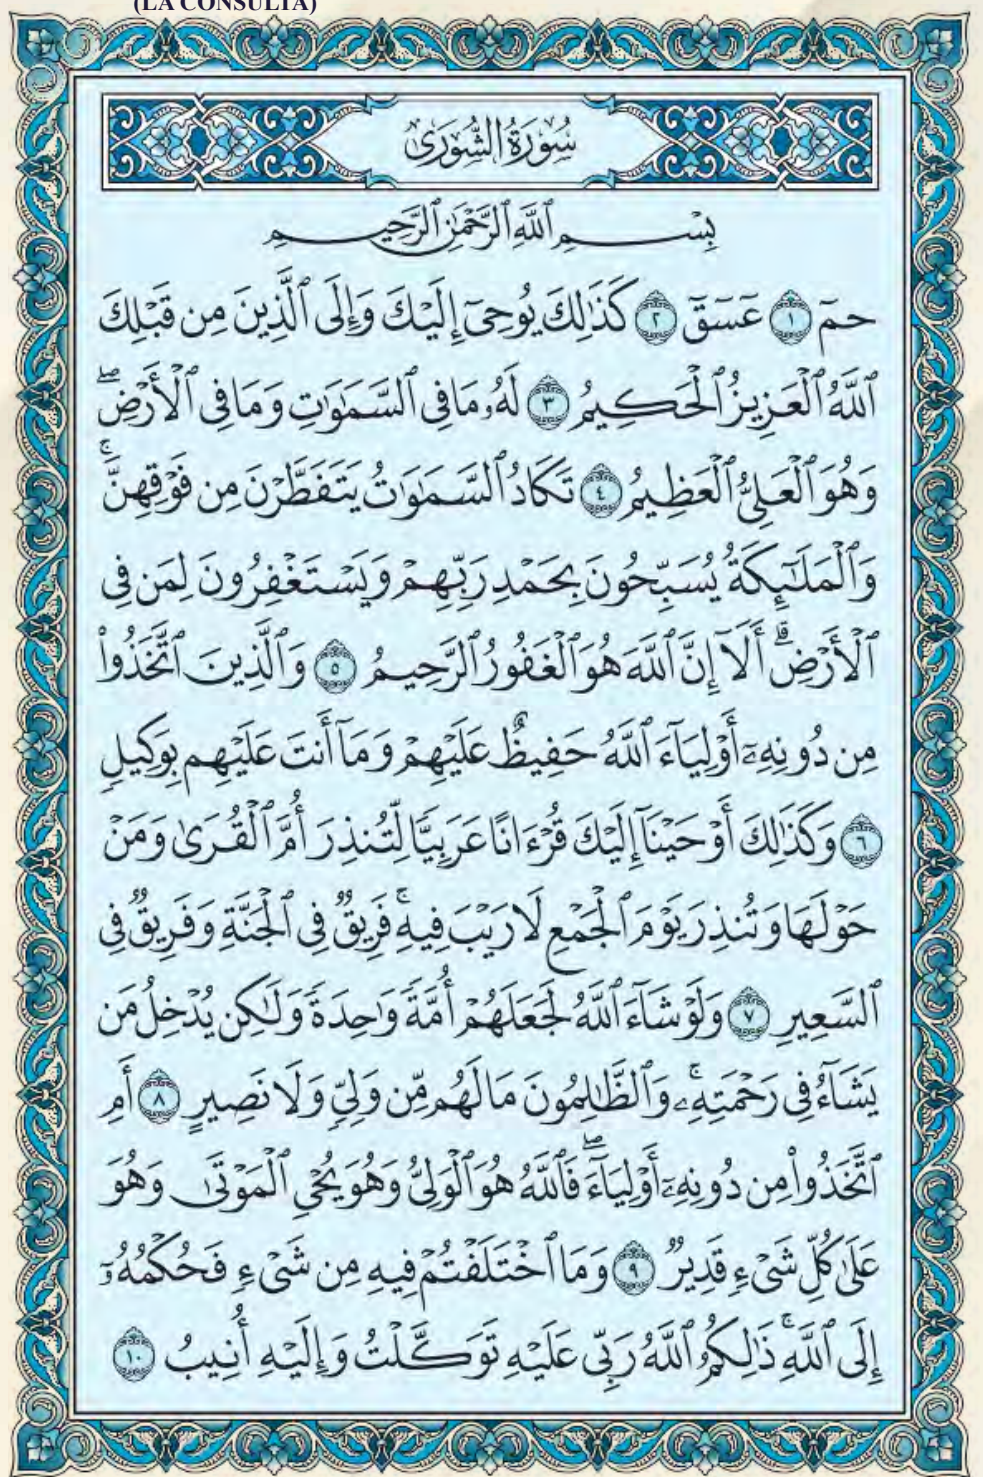 (LA CONSULTA)
سُورَةُ الشُّورَىٰ
بِسْمِ ٱللَّهِ ٱلرَّحْمَٰنِ ٱلرَّحِيمِ
حمٓ ١ عٓسٓقٓ ٢ كَذَٰلِكَ يُوحِىٓ إِلَيْكَ وَإِلَى ٱلَّذِينَ مِن قَبْلِكَ
ٱللَّهُ ٱلْعَزِيزُ ٱلْحَكِيمُ ٣ لَهُۥ مَا فِى ٱلسَّمَٰوَٰتِ وَمَا فِى ٱلْأَرْضِۖ
وَهُوَ ٱلْعَلِىُّ ٱلْعَظِيمُ ٤ تَكَادُ ٱلسَّمَٰوَٰتُ يَتَفَطَّرْنَ مِن فَوْقِهِنَّۚ
وَٱلْمَلَٰٓئِكَةُ يُسَبِّحُونَ بِحَمْدِ رَبِّهِمْ وَيَسْتَغْفِرُونَ لِمَن فِى
ٱلْأَرْضِۗ أَلَآ إِنَّ ٱللَّهَ هُوَ ٱلْغَفُورُ ٱلرَّحِيمُ ٥ وَٱلَّذِينَ ٱتَّخَذُوا۟
مِن دُونِهِۦٓ أَوْلِيَآءَ ٱللَّهُ حَفِيظٌ عَلَيْهِمْ وَمَآ أَنتَ عَلَيْهِم بِوَكِيلٍ
٦ وَكَذَٰلِكَ أَوْحَيْنَآ إِلَيْكَ قُرْءَانًا عَرَبِيًّا لِّتُنذِرَ أُمَّ ٱلْقُرَىٰ وَمَنْ
حَوْلَهَا وَتُنذِرَ يَوْمَ ٱلْجَمْعِ لَا رَيْبَ فِيهِۚ فَرِيقٌ فِى ٱلْجَنَّةِ وَفَرِيقٌ فِى
ٱلسَّعِيرِ ٧ وَلَوْ شَآءَ ٱللَّهُ لَجَعَلَهُمْ أُمَّةً وَٰحِدَةً وَلَٰكِن يُدْخِلُ مَن
يَشَآءُ فِى رَحْمَتِهِۦۚ وَٱلظَّٰلِمُونَ مَا لَهُم مِّن وَلِىٍّ وَلَا نَصِيرٍ ٨ أَمِ
ٱتَّخَذُوا۟ مِن دُونِهِۦٓ أَوْلِيَآءَۖ فَٱللَّهُ هُوَ ٱلْوَلِىُّ وَهُوَ يُحْىِ ٱلْمَوْتَىٰ وَهُوَ
عَلَىٰ كُلِّ شَىْءٍ قَدِيرٌ ٩ وَمَا ٱخْتَلَفْتُمْ فِيهِ مِن شَىْءٍ فَحُكْمُهُۥٓ
إِلَى ٱللَّهِۚ ذَٰلِكُمُ ٱللَّهُ رَبِّى عَلَيْهِ تَوَكَّلْتُ وَإِلَيْهِ أُنِيبُ ١٠